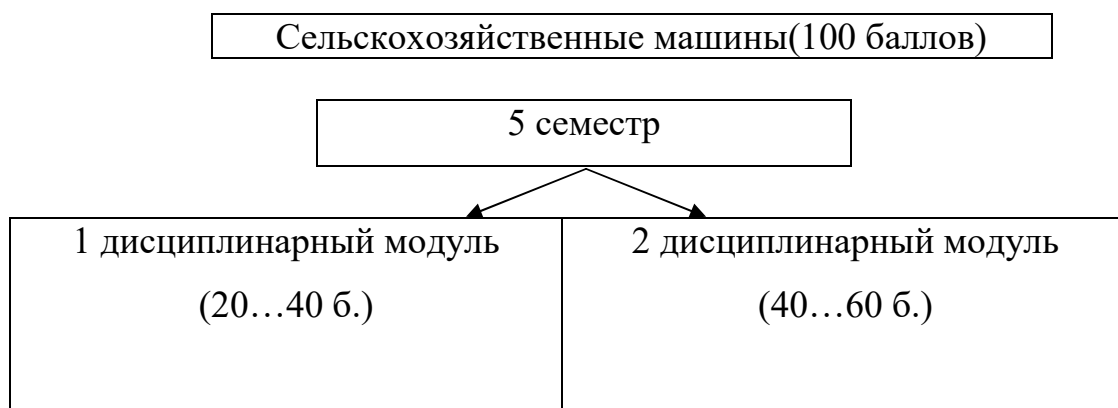 Сельскохозяйственные машины(100 баллов)
5 семестр
1 дисциплинарный модуль
(20…40 б.)
2 дисциплинарный модуль
(40…60 б.)